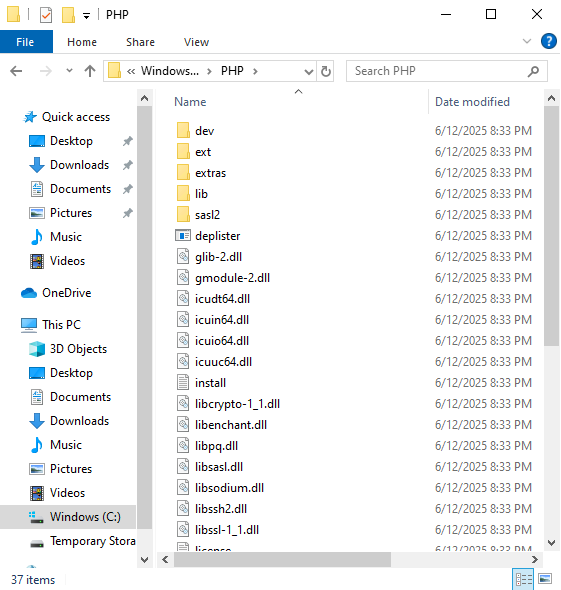 PHP
File Home Share View
« Windows... > PHP >
Search PHP
Quick access
Desktop
Downloads
Documents
Pictures
Music
Videos
OneDrive
This PC
3D Objects
Desktop
Documents
Downloads
Music
Pictures
Videos
Windows (C:)
Temporary Stora
Name Date modified
dev 6/12/2025 8:33 PM
ext 6/12/2025 8:33 PM
extras 6/12/2025 8:33 PM
lib 6/12/2025 8:33 PM
sasl2 6/12/2025 8:33 PM
deplister 6/12/2025 8:33 PM
glib-2.dll 6/12/2025 8:33 PM
gmodule-2.dll 6/12/2025 8:33 PM
icudt64.dll 6/12/2025 8:33 PM
icuin64.dll 6/12/2025 8:33 PM
icuio64.dll 6/12/2025 8:33 PM
icuuc64.dll 6/12/2025 8:33 PM
install 6/12/2025 8:33 PM
libcrypto-1_1.dll 6/12/2025 8:33 PM
libenchant.dll 6/12/2025 8:33 PM
libpq.dll 6/12/2025 8:33 PM
libsasl.dll 6/12/2025 8:33 PM
libsodium.dll 6/12/2025 8:33 PM
libssh2.dll 6/12/2025 8:33 PM
libssl-1_1.dll 6/12/2025 8:33 PM
license 6/12/2025 8:33 PM
37 items